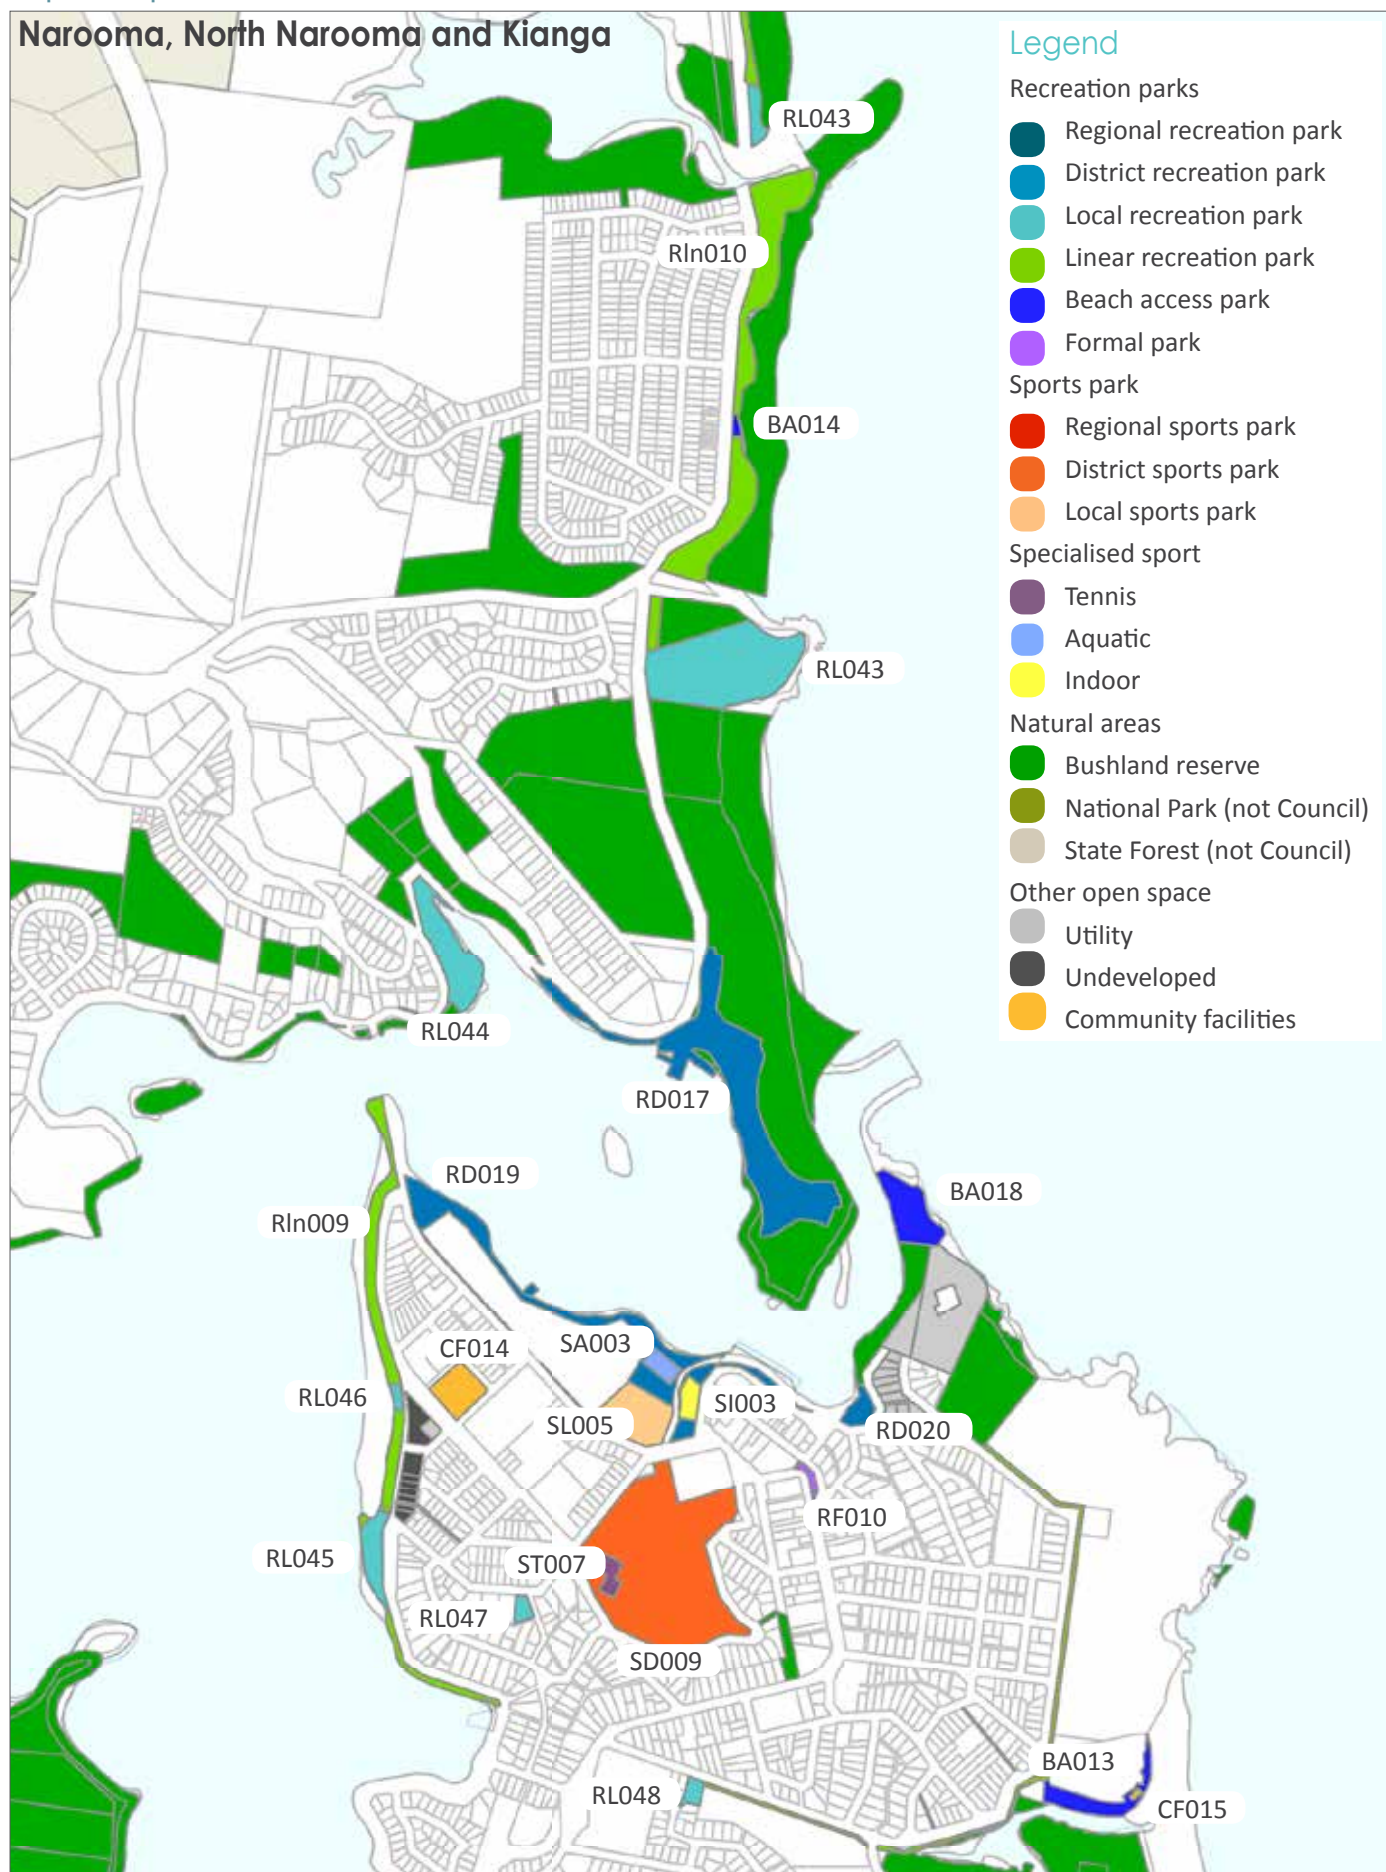 Narooma, North Narooma and Kianga
Legend
Recreation parks
Regional recreation park
District recreation park
Local recreation park
Linear recreation park
Beach access park
Formal park
Sports park
Regional sports park
District sports park
Local sports park
Specialised sport
Tennis
Aquatic
Indoor
Natural areas
Bushland reserve
National Park (not Council)
State Forest (not Council)
Other open space
Utility
Undeveloped
Community facilities
RL043
Rln010
BA014
RL043
RL044
RD017
RD019
BA018
Rln009
CF014
SA003
RL046
SI003
SL005
RD020
RF010
RL045
ST007
RL047
SD009
BA013
RL048
CF015